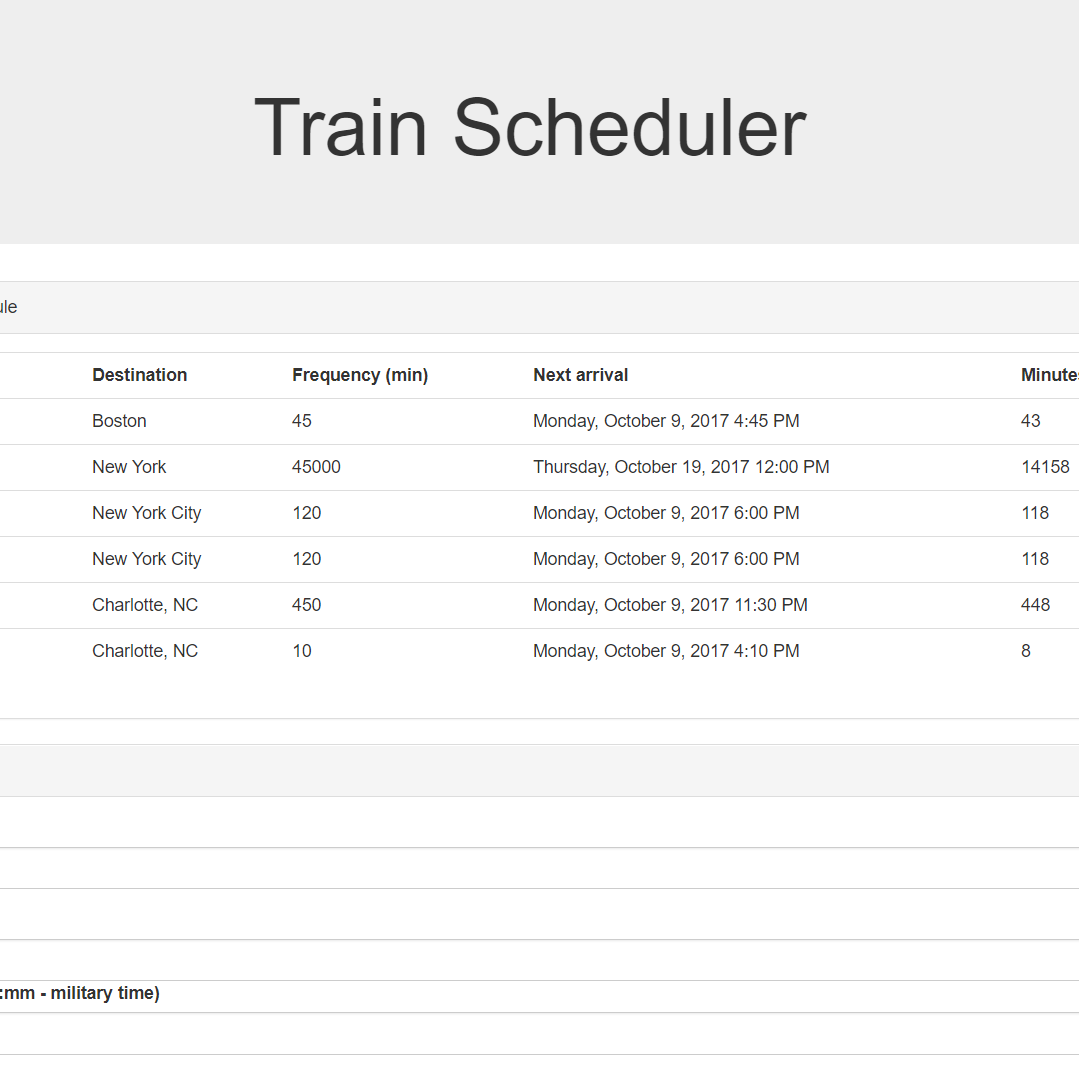 Train Scheduler
ule
Destination Frequency (min) Next arrival Minutes
Boston 45 Monday, October 9, 2017 4:45 PM 43
New York 45000 Thursday, October 19, 2017 12:00 PM 14158
New York City 120 Monday, October 9, 2017 6:00 PM 118
New York City 120 Monday, October 9, 2017 6:00 PM 118
Charlotte, NC 450 Monday, October 9, 2017 11:30 PM 448
Charlotte, NC 10 Monday, October 9, 2017 4:10 PM 8
:mm - military time)